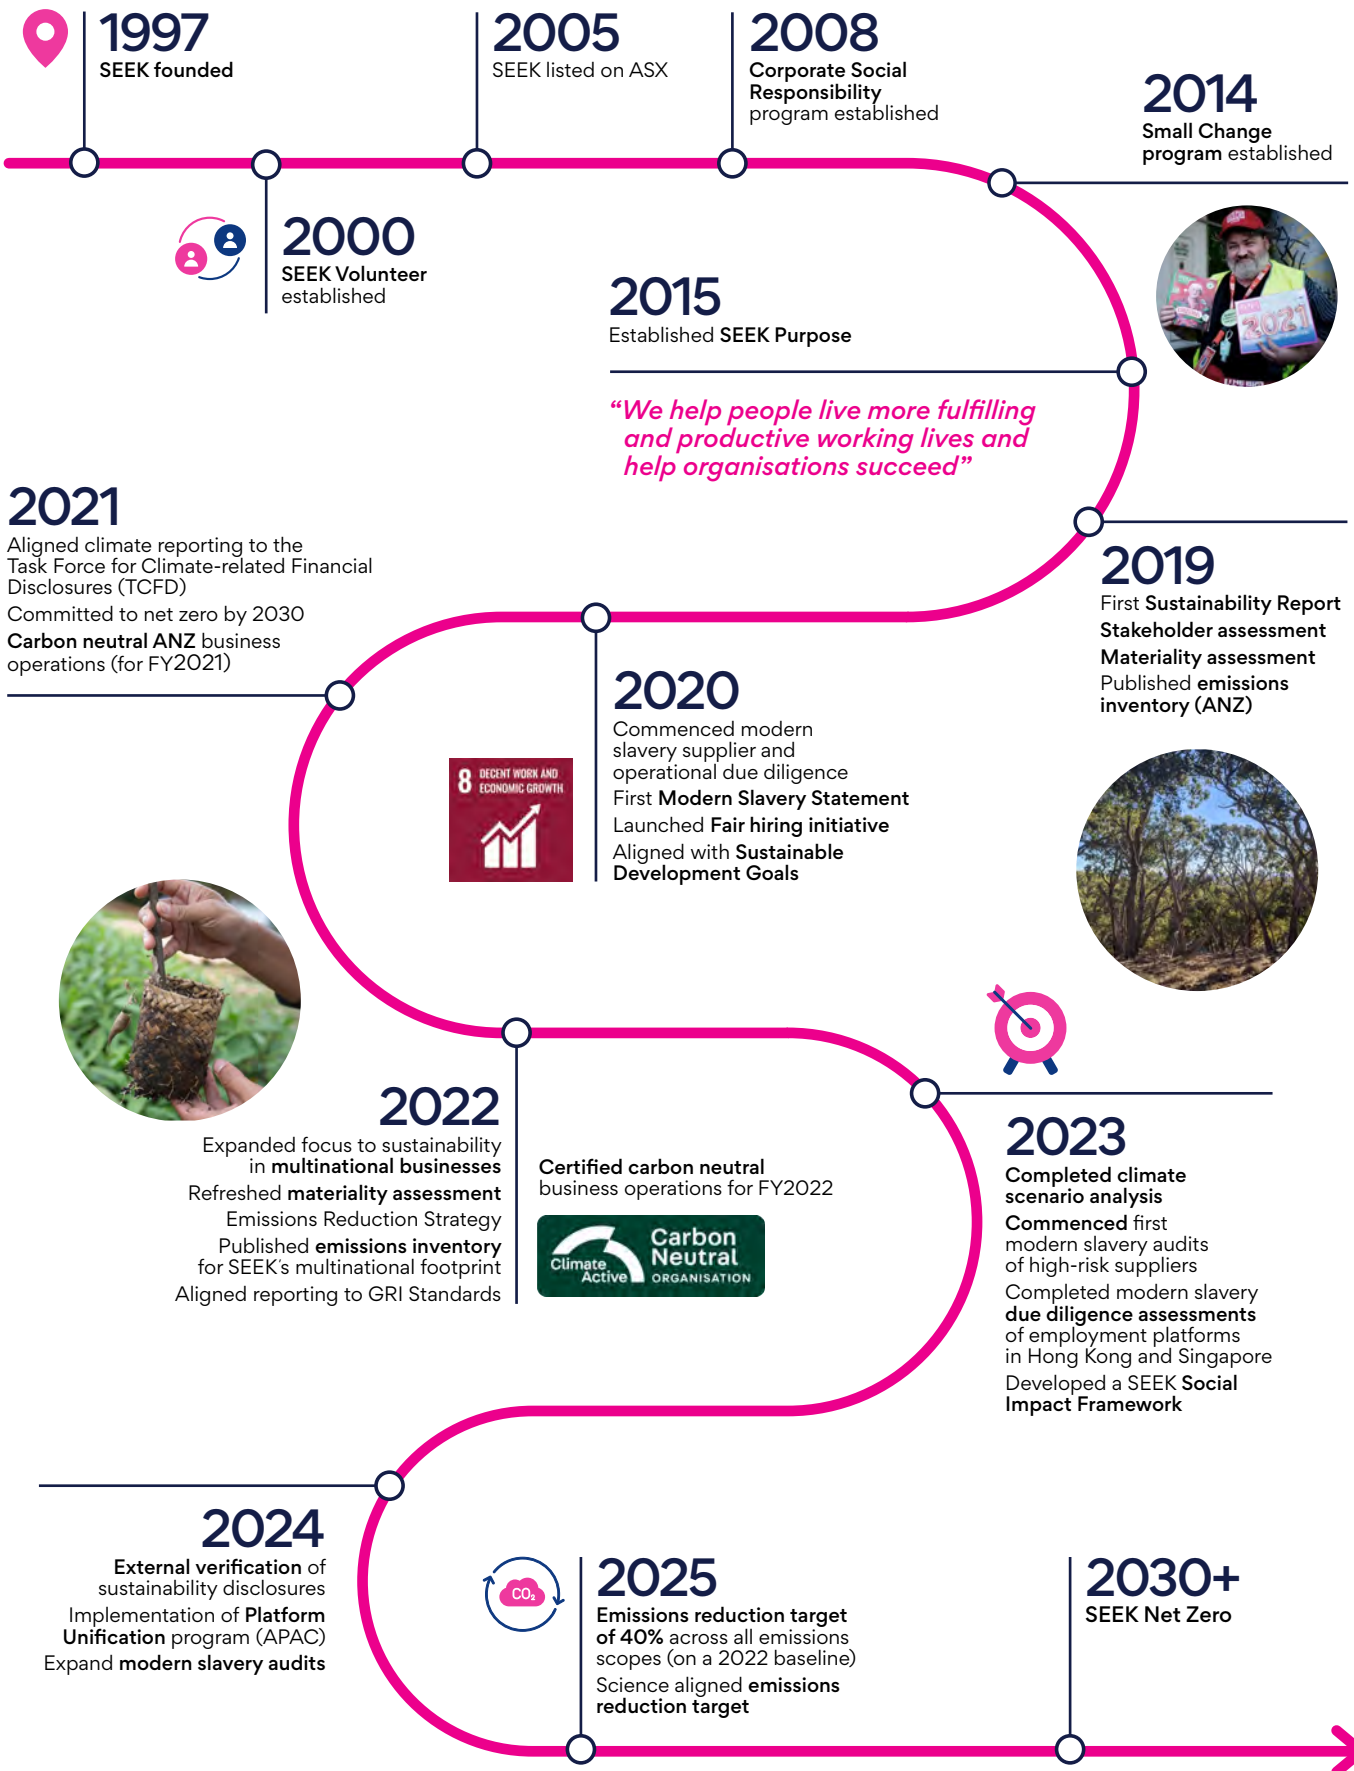 1997
SEEK founded
2005
SEEK listed on ASX
2008
Corporate Social
Responsibility
program established
2014
Small Change
program established
2000
SEEK Volunteer
established
2021
2015
Established SEEK Purpose
“We help people live more fulfilling
and productive working lives and
help organisations succeed”
2019
First Sustainability Report
Stakeholder assessment
Materiality assessment
Published emissions
inventory (ANZ)
2020
Commenced modern
slavery supplier and
operational due diligence
First Modern Slavery Statement
Launched Fair hiring initiative
Aligned with Sustainable
Development Goals
8 DECENT WORK AND
ECONOMIC GROWTH
2021
Aligned climate reporting to the
Task Force for Climate-related Financial
Disclosures (TCFD)
Committed to net zero by 2030
Carbon neutral ANZ business
operations (for FY2021)
2022
Expanded focus to sustainability
in multinational businesses
Refreshed materiality assessment
Emissions Reduction Strategy
Published emissions inventory
for SEEK's multinational footprint
Aligned reporting to GRI Standards
Certified carbon neutral
business operations for FY2022
Climate
Active
Carbon
Neutral
ORGANISATION
2023
Completed climate
scenario analysis
Commenced first
modern slavery audits
of high-risk suppliers
Completed modern slavery
due diligence assessments
of employment platforms
in Hong Kong and Singapore
Developed a SEEK Social
Impact Framework
2024
External verification of
sustainability disclosures
Implementation of Platform
Unification program (APAC)
Expand modern slavery audits
CO₂
2025
Emissions reduction target
of 40% across all emissions
scopes (on a 2022 baseline)
Science aligned emissions
reduction target
2030+
SEEK Net Zero